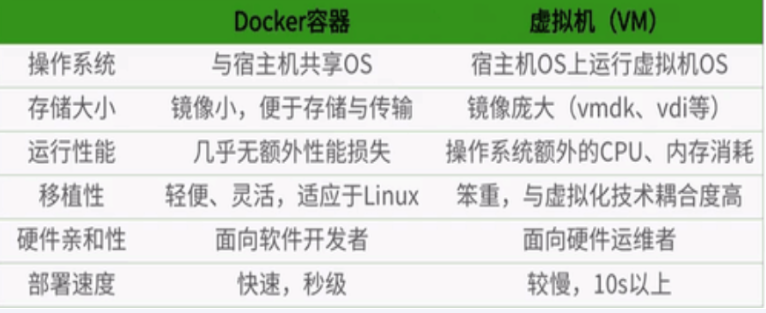 Docker容器 虚拟机（VM）
操作系统 与宿主机共享OS 宿主机OS上运行虚拟机OS
存储大小 镜像小，便于存储与传输 镜像庞大（vmdk、vdi等）
运行性能 几乎无额外性能损失 操作系统额外的CPU、内存消耗
移植性 轻便、灵活，适应于Linux 笨重，与虚拟化技术耦合度高
硬件亲和性 面向软件开发者 面向硬件运维者
部署速度 快速，秒级 较慢，10s以上